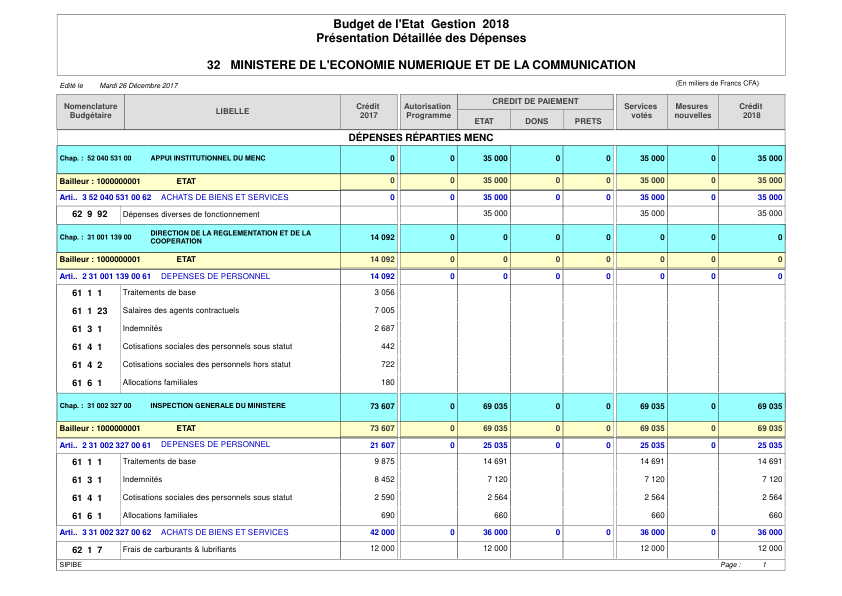 Budget de l'Etat Gestion 2018
Présentation Détaillée des Dépenses
32 MINISTERE DE L'ECONOMIE NUMERIQUE ET DE LA COMMUNICATION
Edité le Mardi 26 Décembre 2017 (En milliers de Francs CFA)
Nomenclature Budgétaire LIBELLE Crédit 2017 Autorisation Programme CREDIT DE PAIEMENT ETAT DONS PRETS Services votés Mesures nouvelles Crédit 2018
DÉPENSES RÉPARTIES MENC
Chap. : 52 040 531 00 APPUI INSTITUTIONNEL DU MENC 0 0 35 000 0 0 35 000 0 35 000
Bailleur : 1000000001 ETAT 0 0 35 000 0 0 35 000 0 35 000
Arti.. 3 52 040 531 00 62 ACHATS DE BIENS ET SERVICES 0 0 35 000 0 0 35 000 0 35 000
62 9 92 Dépenses diverses de fonctionnement 35 000 35 000 35 000
Chap. : 31 001 139 00 DIRECTION DE LA REGLEMENTATION ET DE LA COOPERATION 14 092 0 0 0 0 0 0 0
Bailleur : 1000000001 ETAT 14 092 0 0 0 0 0 0 0
Arti.. 2 31 001 139 00 61 DEPENSES DE PERSONNEL 14 092 0 0 0 0 0 0 0
61 1 1 Traitements de base 3 056
61 1 23 Salaires des agents contractuels 7 005
61 3 1 Indemnités 2 687
61 4 1 Cotisations sociales des personnels sous statut 442
61 4 2 Cotisations sociales des personnels hors statut 722
61 6 1 Allocations familiales 180
Chap. : 31 002 327 00 INSPECTION GENERALE DU MINISTERE 73 607 0 69 035 0 0 69 035 0 69 035
Bailleur : 1000000001 ETAT 73 607 0 69 035 0 0 69 035 0 69 035
Arti.. 2 31 002 327 00 61 DEPENSES DE PERSONNEL 21 607 0 25 035 0 0 25 035 0 25 035
61 1 1 Traitements de base 9 875 14 691 14 691 14 691
61 3 1 Indemnités 8 452 7 120 7 120 7 120
61 4 1 Cotisations sociales des personnels sous statut 2 590 2 564 2 564 2 564
61 6 1 Allocations familiales 690 660 660 660
Arti.. 3 31 002 327 00 62 ACHATS DE BIENS ET SERVICES 42 000 0 36 000 0 0 36 000 0 36 000
62 1 7 Frais de carburants & lubrifiants 12 000 12 000 12 000 12 000
SIPIBE Page : 1